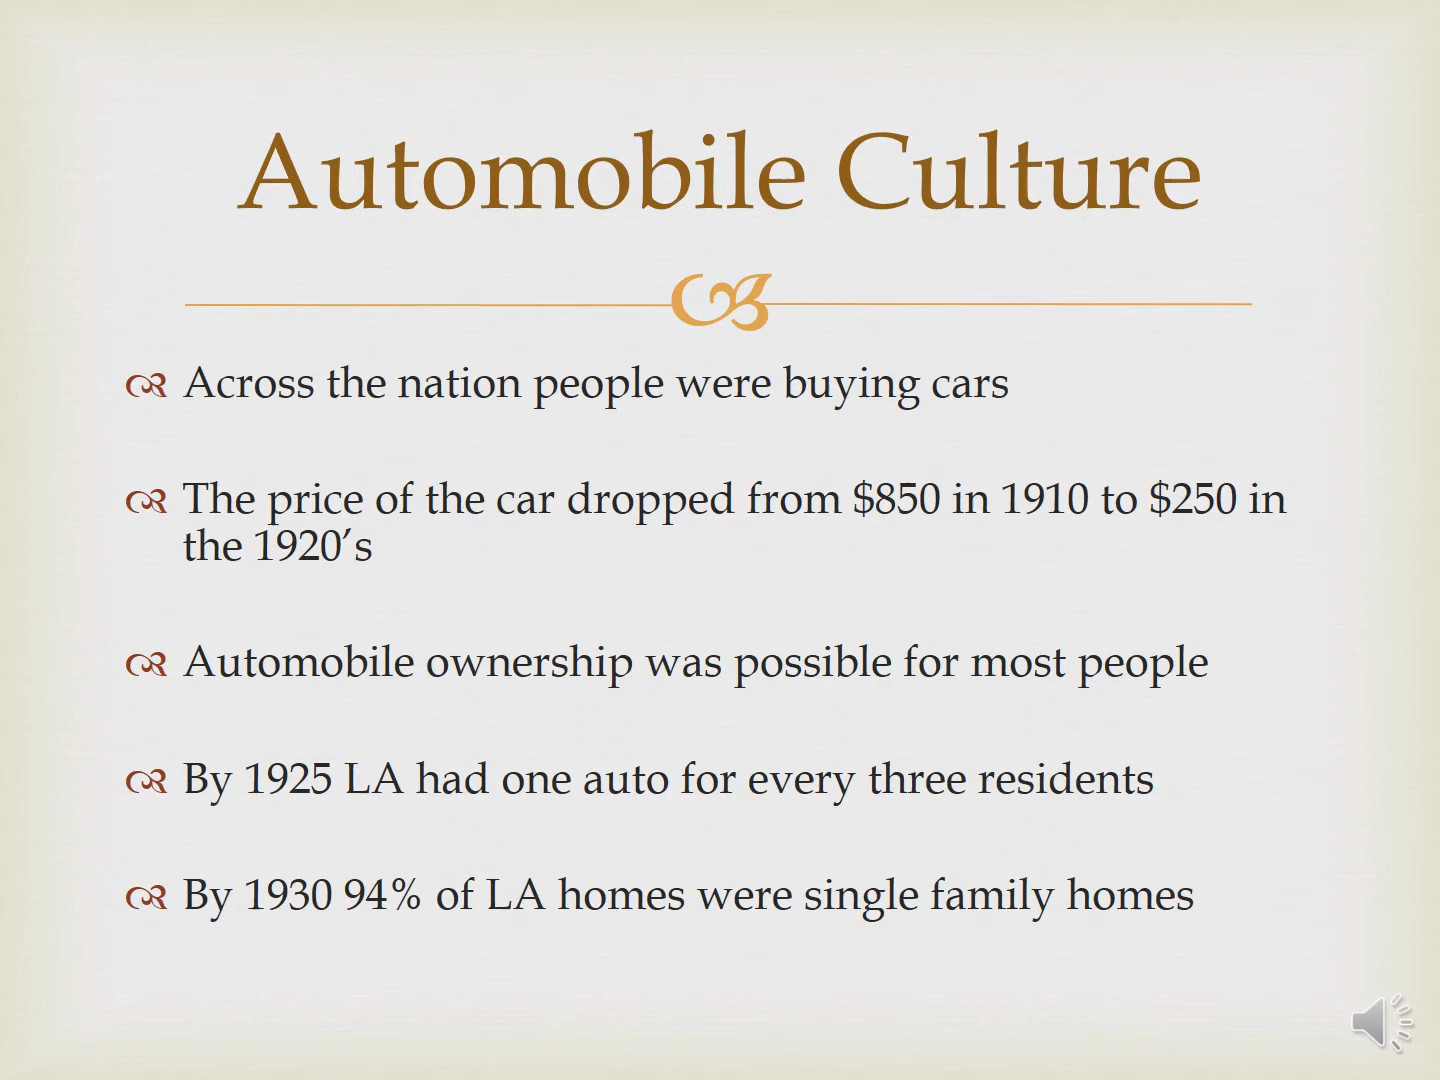 Automobile Culture
Across the nation people were buying cars
The price of the car dropped from $850 in 1910 to $250 in
the 1920’s
Automobile ownership was possible for most people
By 1925 LA had one auto for every three residents
By 1930 94% of LA homes were single family homes